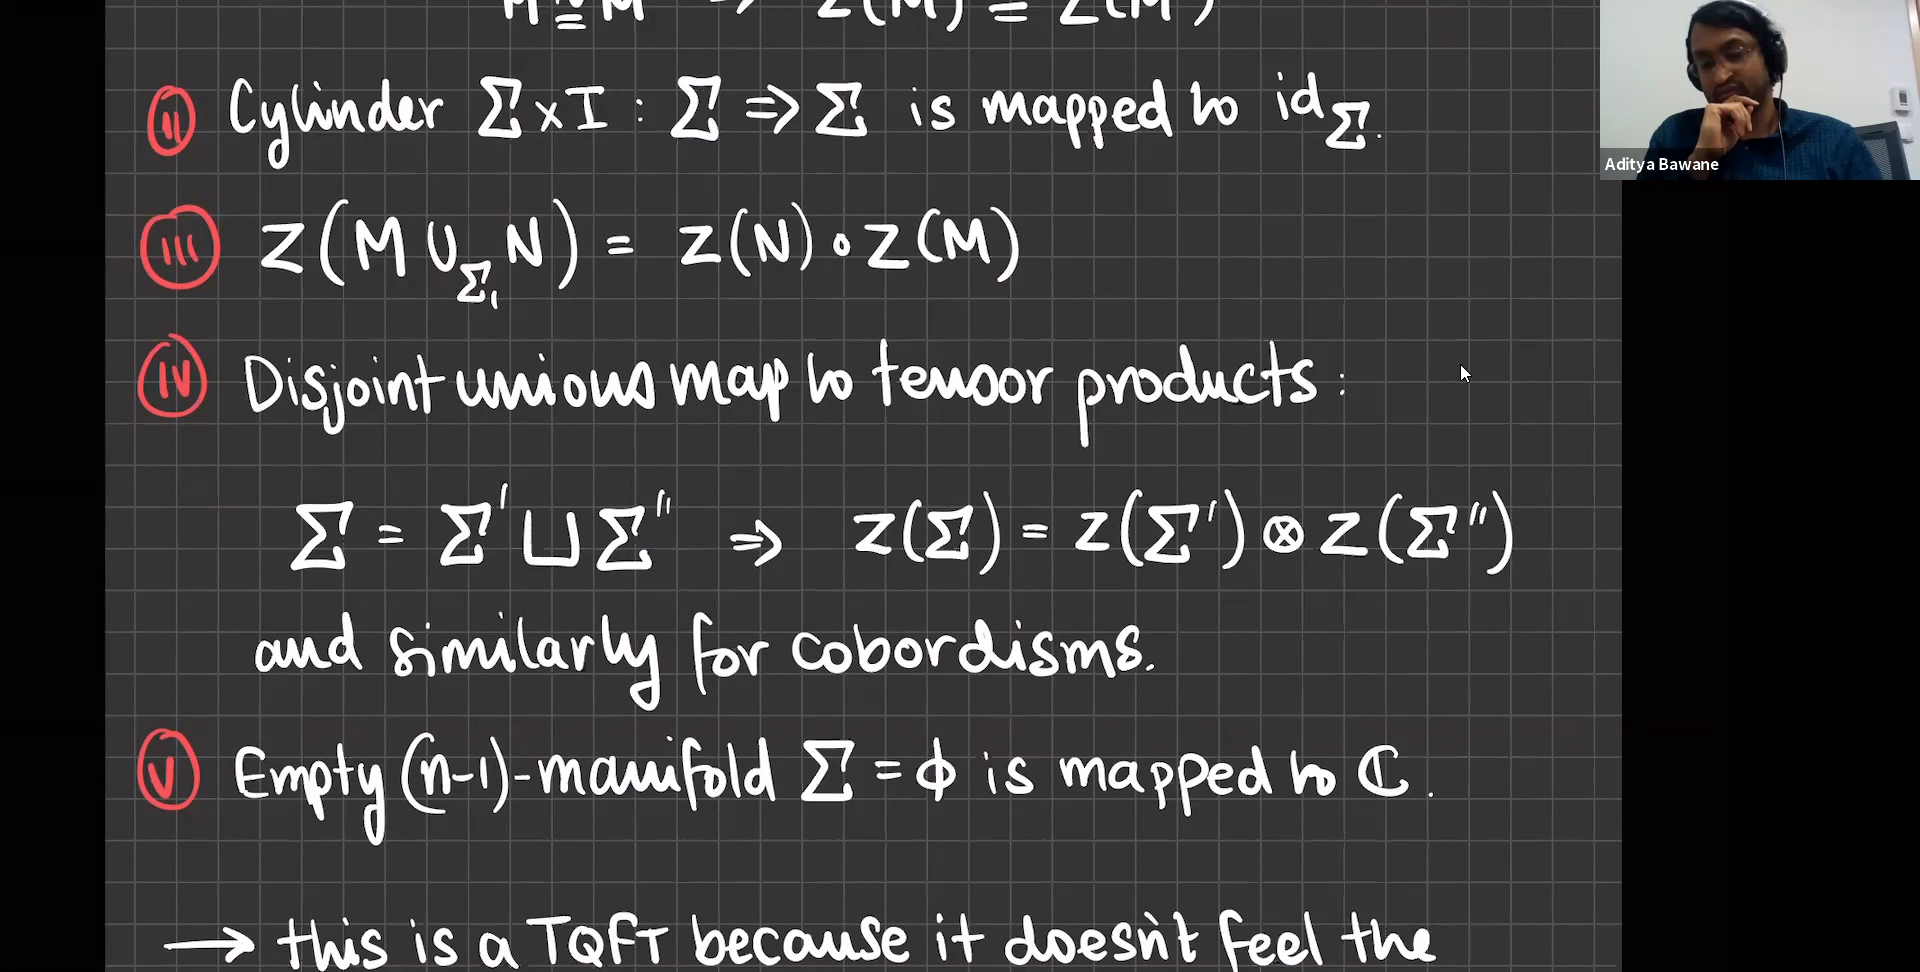 M ≅ M' ⇒ Z(M) = Z(M')
(ii) Cylinder Σ×I : Σ ⇒ Σ is mapped to id_Σ.
(iii) Z(M ∪_Σ₁ N) = Z(N)∘Z(M)
(iv) Disjoint unions map to tensor products :
Σ = Σ' ⊔ Σ'' ⇒ Z(Σ) = Z(Σ') ⊗ Z(Σ'')
and similarly for cobordisms.
(v) Empty (n-1)-manifold Σ = φ is mapped to ℂ.
→ this is a TQFT because it doesn't feel the
Aditya Bawane